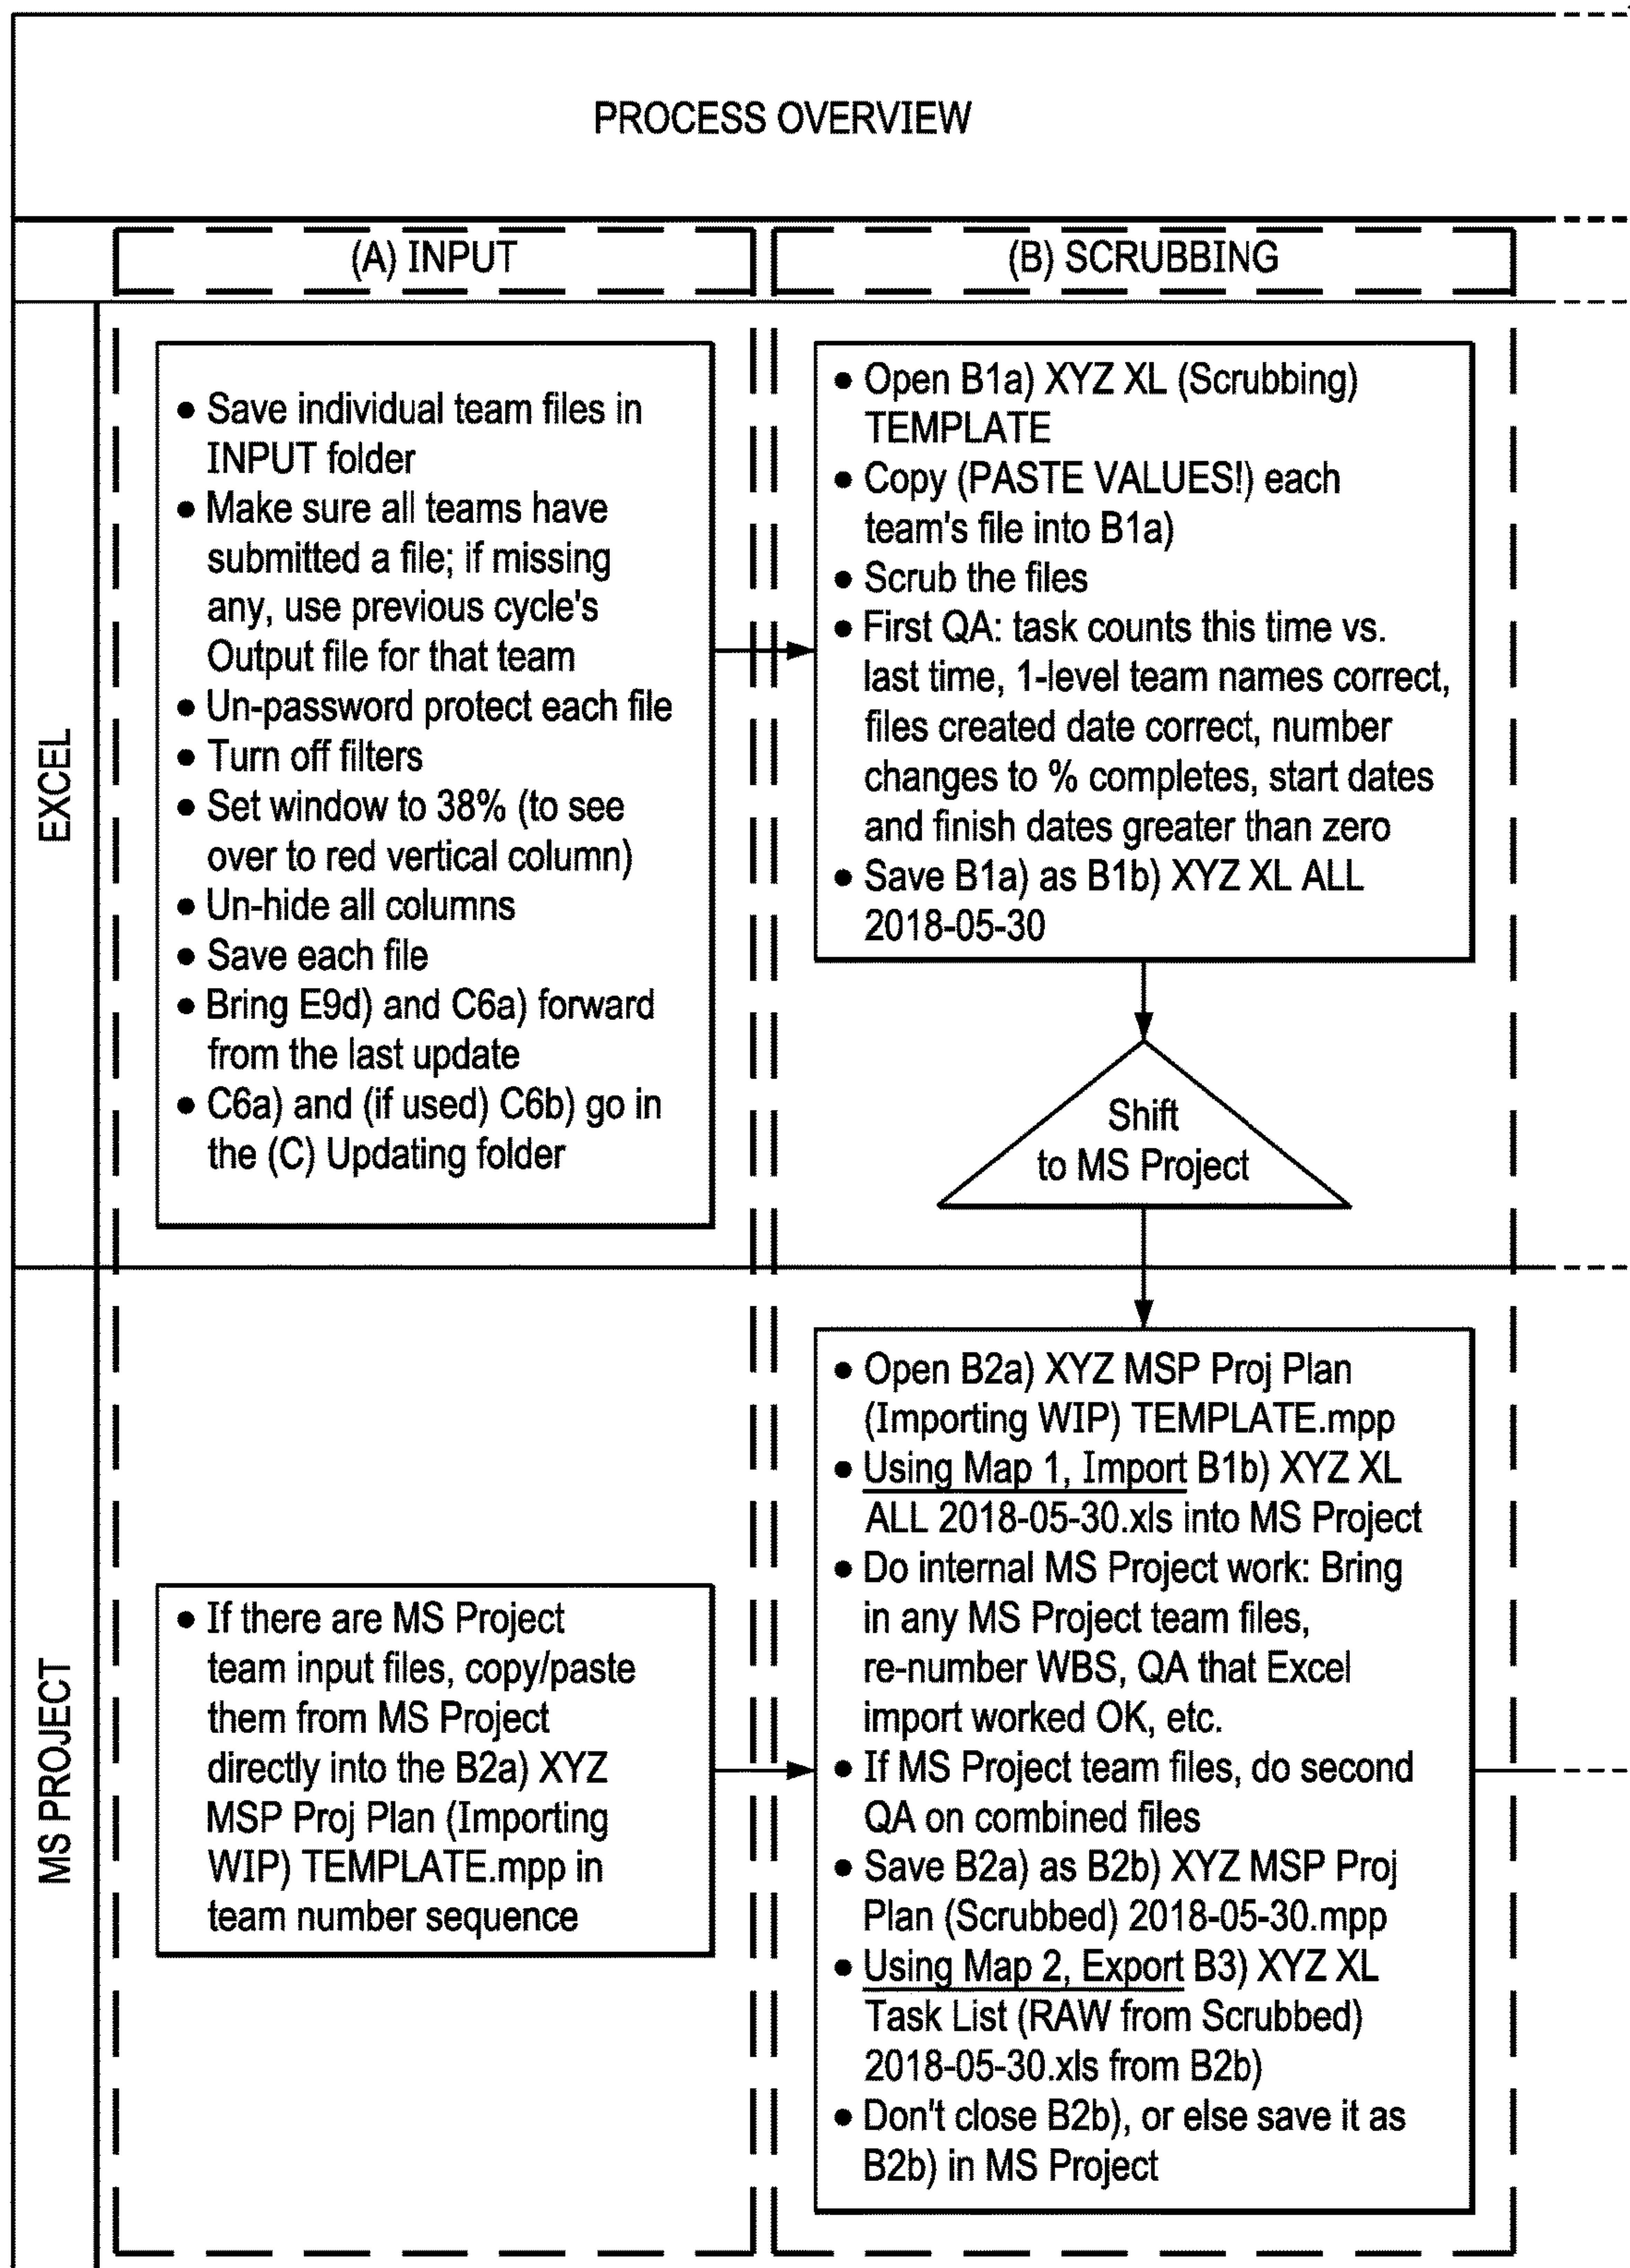 PROCESS OVERVIEW
(A) INPUT
(B) SCRUBBING
EXCEL
● Save individual team files in
INPUT folder
● Make sure all teams have
submitted a file; if missing
any, use previous cycle's
Output file for that team
● Un-password protect each file
● Turn off filters
● Set window to 38% (to see
over to red vertical column)
● Un-hide all columns
● Save each file
● Bring E9d) and C6a) forward
from the last update
● C6a) and (if used) C6b) go in
the (C) Updating folder
● Open B1a) XYZ XL (Scrubbing)
TEMPLATE
● Copy (PASTE VALUES!) each
team's file into B1a)
● Scrub the files
● First QA: task counts this time vs.
last time, 1-level team names correct,
files created date correct, number
changes to % completes, start dates
and finish dates greater than zero
● Save B1a) as B1b) XYZ XL ALL
2018-05-30
Shift
to MS Project
MS PROJECT
● If there are MS Project
team input files, copy/paste
them from MS Project
directly into the B2a) XYZ
MSP Proj Plan (Importing
WIP) TEMPLATE.mpp in
team number sequence
● Open B2a) XYZ MSP Proj Plan
(Importing WIP) TEMPLATE.mpp
● Using Map 1, Import B1b) XYZ XL
ALL 2018-05-30.xls into MS Project
● Do internal MS Project work: Bring
in any MS Project team files,
re-number WBS, QA that Excel
import worked OK, etc.
● If MS Project team files, do second
QA on combined files
● Save B2a) as B2b) XYZ MSP Proj
Plan (Scrubbed) 2018-05-30.mpp
● Using Map 2, Export B3) XYZ XL
Task List (RAW from Scrubbed)
2018-05-30.xls from B2b)
● Don't close B2b), or else save it as
B2b) in MS Project